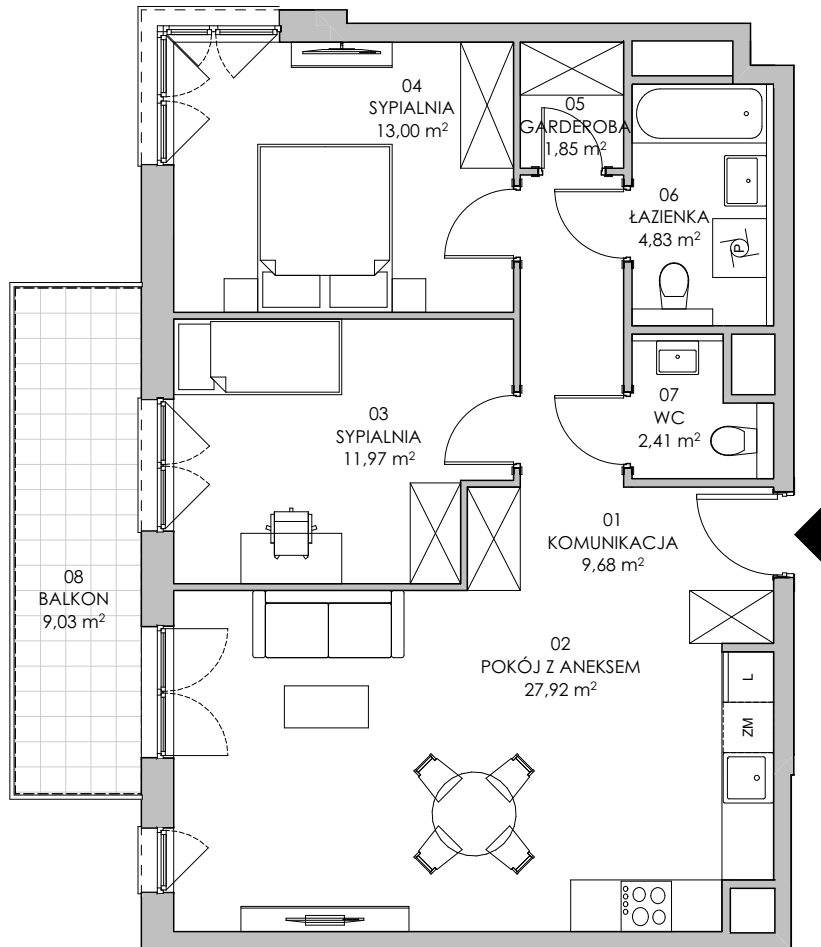 04
SYPIALNIA
13,00 m²
05
GARDEROBA
1,85 m²
06
ŁAZIENKA
4,83 m²
P
03
SYPIALNIA
11,97 m²
07
WC
2,41 m²
01
KOMUNIKACJA
9,68 m²
08
BALKON
9,03 m²
02
POKÓJ Z ANEKSEM
27,92 m²
L
ZM